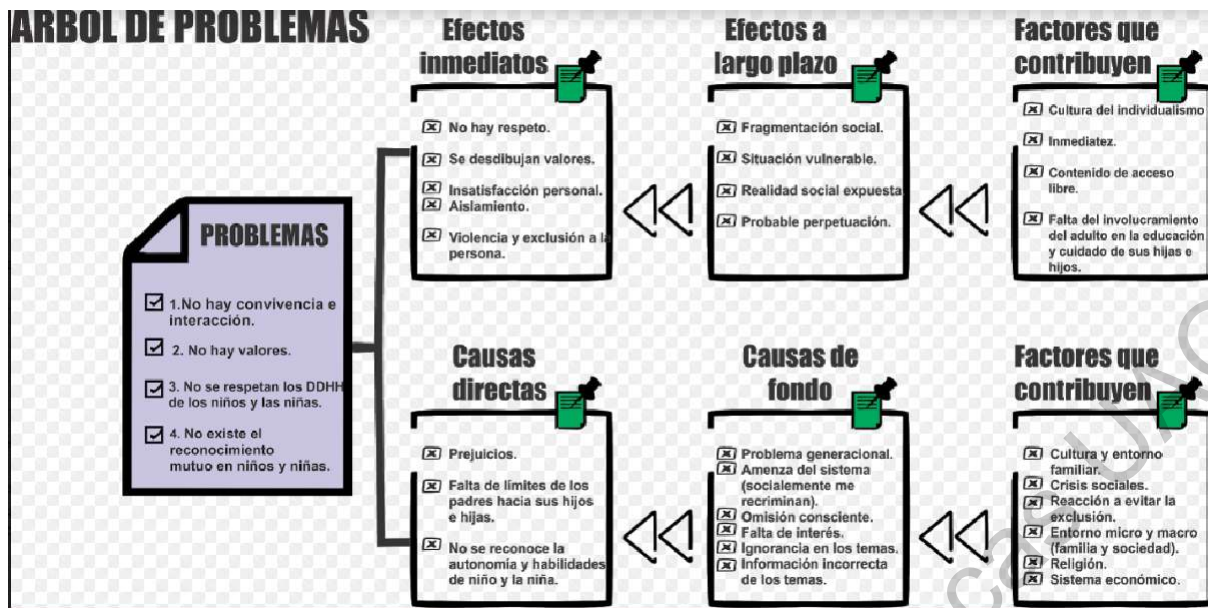 ARBOL DE PROBLEMAS
PROBLEMAS
1.No hay convivencia e
interacción.
2. No hay valores.
3. No se respetan los DDHH
de los niños y las niñas.
4. No existe el
reconocimiento
mutuo en niños y niñas.
Efectos
inmediatos
No hay respeto.
Se desdibujan valores.
Insatisfacción personal.
Aislamiento.
Violencia y exclusión a la
persona.
Efectos a
largo plazo
Fragmentación social.
Situación vulnerable.
Realidad social expuesta
Probable perpetuación.
Factores que
contribuyen
Cultura del individualismo
Inmediatez.
Contenido de acceso
libre.
Falta del involucramiento
del adulto en la educación
y cuidado de sus hijas e
hijos.
Causas
directas
Prejuicios.
Falta de límites de los
padres hacia sus hijos
e hijas.
No se reconoce la
autonomía y habilidades
de niño y la niña.
Causas de
fondo
Problema generacional.
Amenza del sistema
(socialmente me
recriminan).
Omisión consciente.
Falta de interés.
Ignorancia en los temas.
Información incorrecta
de los temas.
Factores que
contribuyen
Cultura y entorno
familiar.
Crisis sociales.
Reacción a evitar la
exclusión.
Entorno micro y macro
(familia y sociedad).
Religión.
Sistema económico.